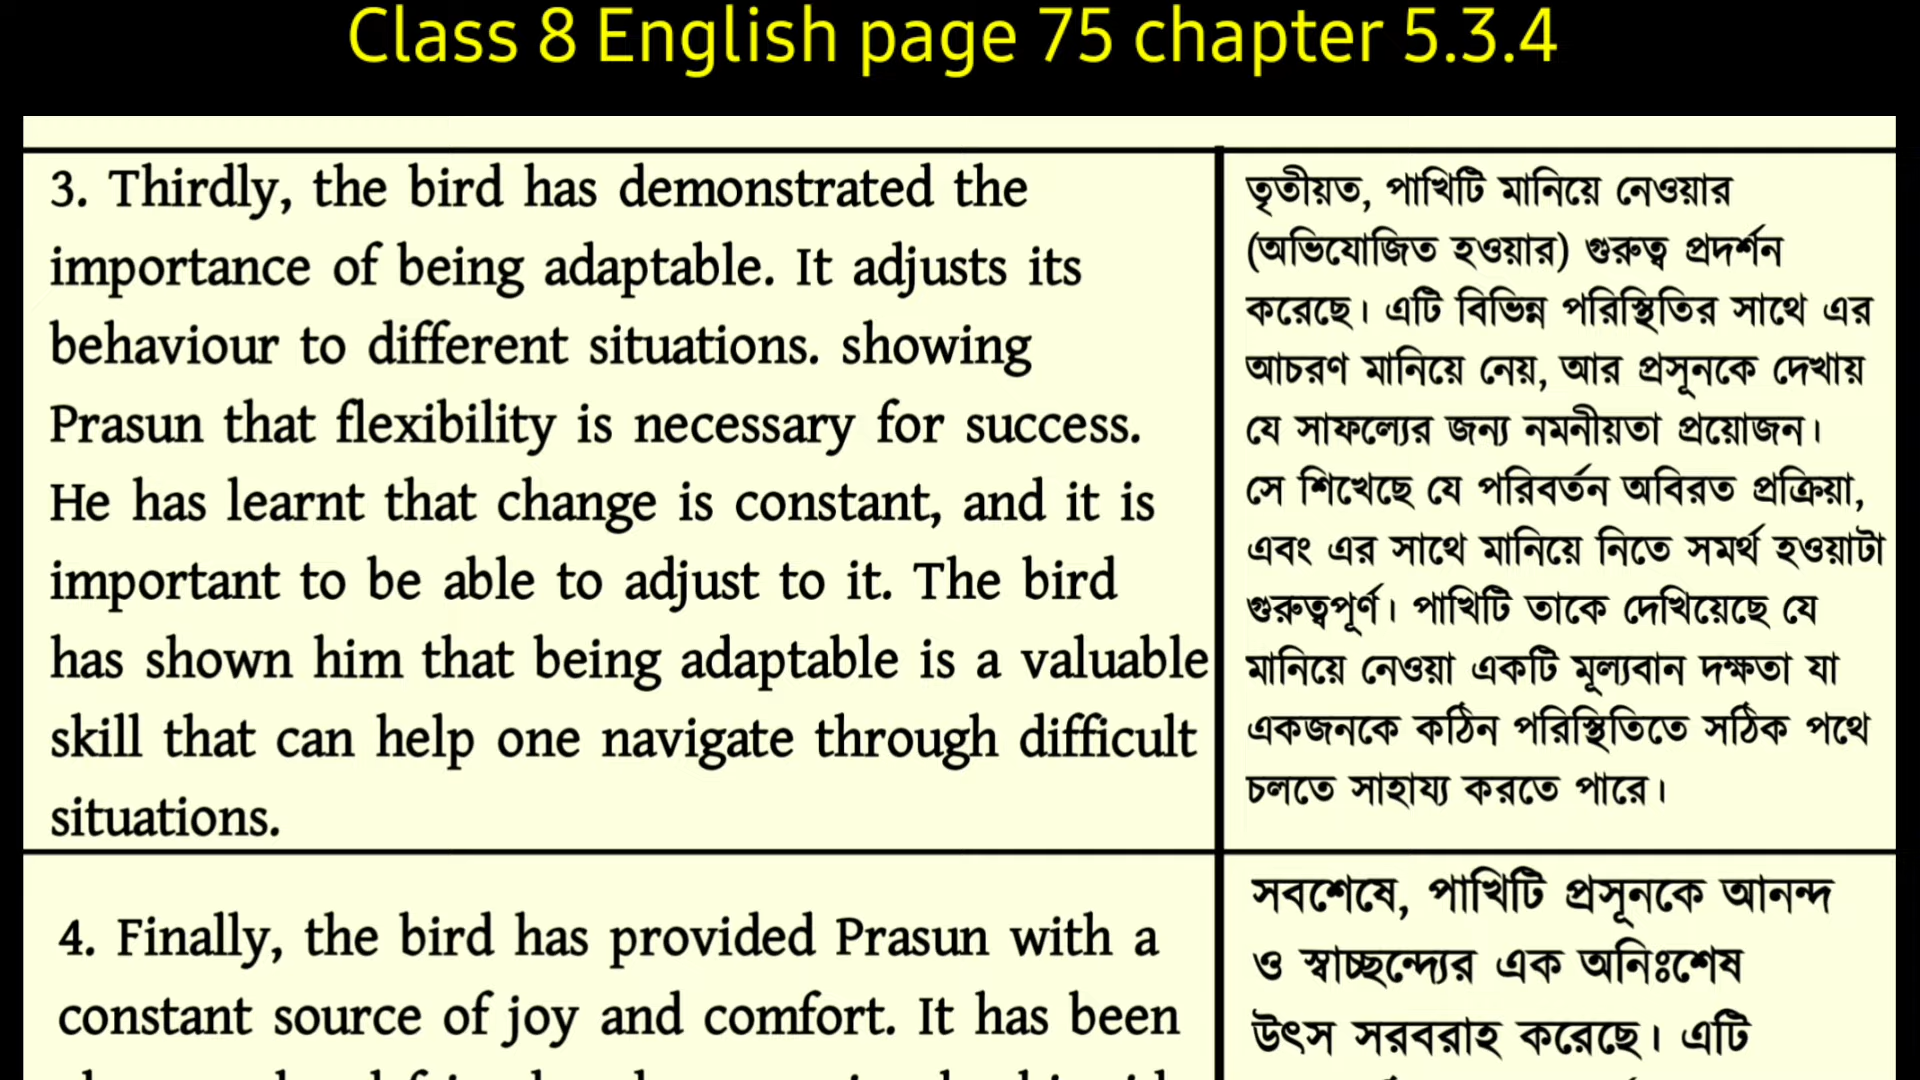 Class 8 English page 75 chapter 5.3.4
3. Thirdly, the bird has demonstrated the
importance of being adaptable. It adjusts its
behaviour to different situations. showing
Prasun that flexibility is necessary for success.
He has learnt that change is constant, and it is
important to be able to adjust to it. The bird
has shown him that being adaptable is a valuable
skill that can help one navigate through difficult
situations.
তৃতীয়ত, পাখিটি মানিয়ে নেওয়ার
(অভিযোজিত হওয়ার) গুরুত্ব প্রদর্শন
করেছে। এটি বিভিন্ন পরিস্থিতির সাথে এর
আচরণ মানিয়ে নেয়, আর প্রসূনকে দেখায়
যে সাফল্যের জন্য নমনীয়তা প্রয়োজন।
সে শিখেছে যে পরিবর্তন অবিরত প্রক্রিয়া,
এবং এর সাথে মানিয়ে নিতে সমর্থ হওয়াটা
গুরুত্বপূর্ণ। পাখিটি তাকে দেখিয়েছে যে
মানিয়ে নেওয়া একটি মূল্যবান দক্ষতা যা
একজনকে কঠিন পরিস্থিতিতে সঠিক পথে
চলতে সাহায্য করতে পারে।
4. Finally, the bird has provided Prasun with a
constant source of joy and comfort. It has been
সবশেষে, পাখিটি প্রসূনকে আনন্দ
ও স্বাচ্ছন্দ্যের এক অনিঃশেষ
উৎস সরবরাহ করেছে। এটি